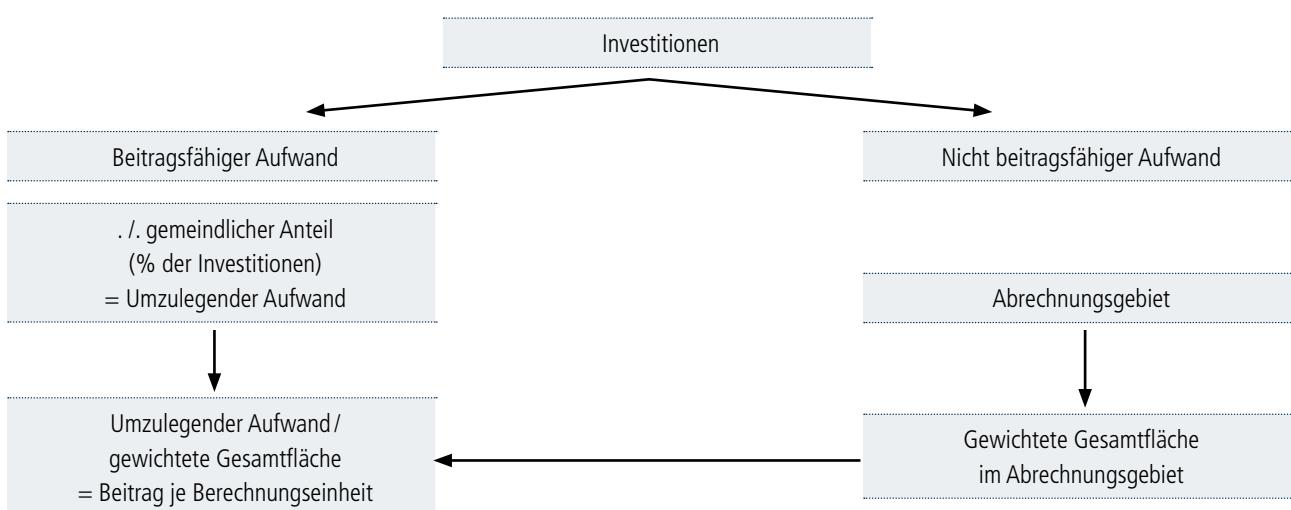 Investitionen
Beitragsfähiger Aufwand
Nicht beitragsfähiger Aufwand
. /. gemeindlicher Anteil
(% der Investitionen)
= Umzulegender Aufwand
Abrechnungsgebiet
Umzulegender Aufwand /
gewichtete Gesamtfläche
= Beitrag je Berechnungseinheit
Gewichtete Gesamtfläche
im Abrechnungsgebiet